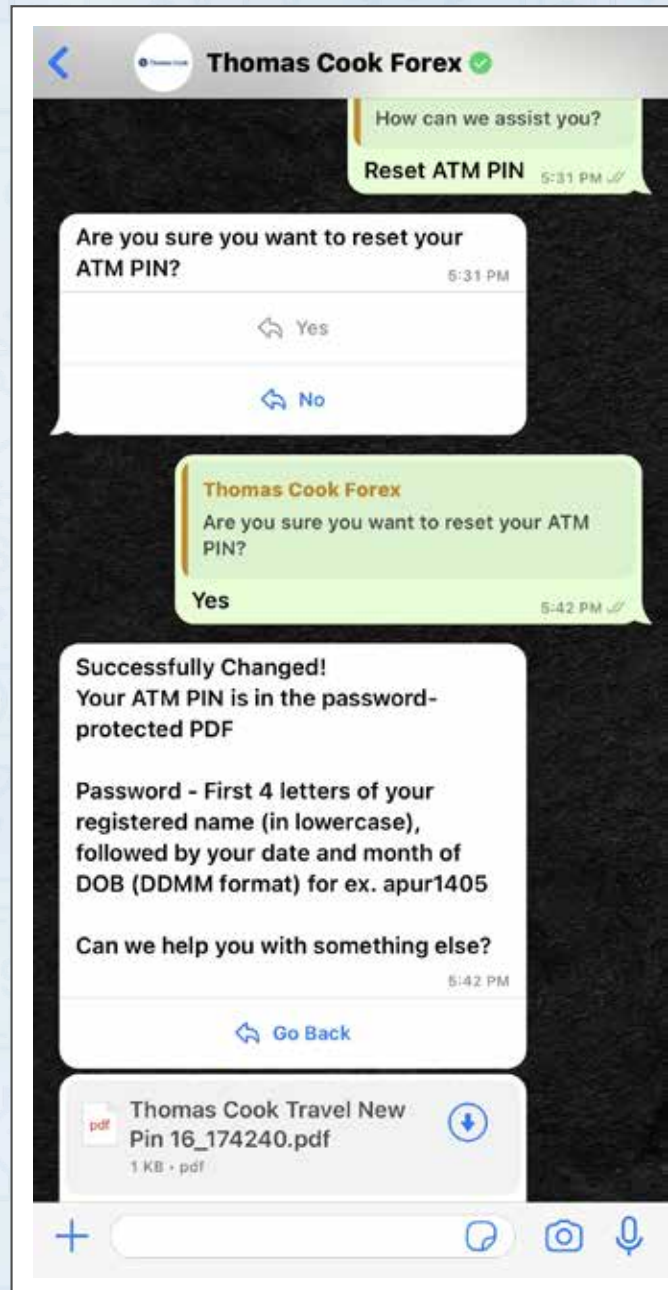 Thomas Cook Forex
How can we assist you?
Reset ATM PIN 5:31 PM
Are you sure you want to reset your
ATM PIN?
5:31 PM
Yes
No
Thomas Cook Forex
Are you sure you want to reset your ATM
PIN?
Yes
5:42 PM
Successfully Changed!
Your ATM PIN is in the password-
protected PDF
Password - First 4 letters of your
registered name (in lowercase),
followed by your date and month of
DOB (DDMM format) for ex. apur1405
Can we help you with something else?
5:42 PM
Go Back
pdf
Thomas Cook Travel New
Pin 16_174240.pdf
1 KB • pdf